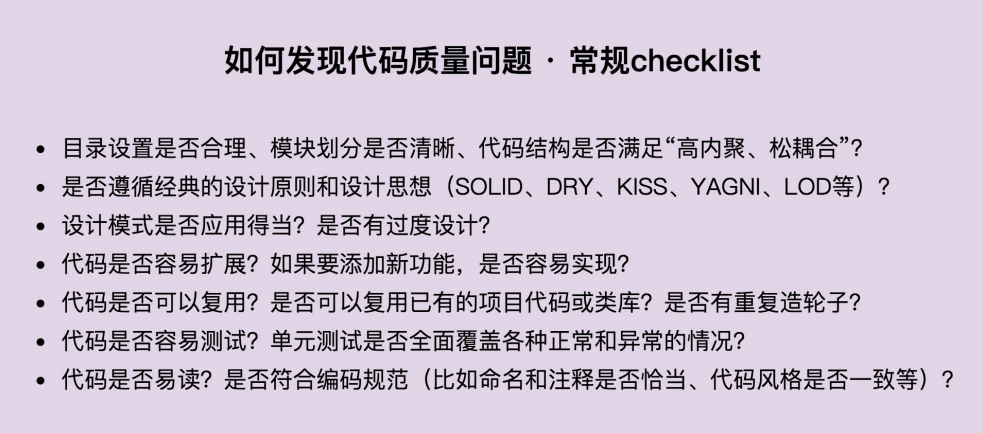 如何发现代码质量问题 · 常规checklist
• 目录设置是否合理、模块划分是否清晰、代码结构是否满足“高内聚、松耦合”？
• 是否遵循经典的设计原则和设计思想（SOLID、DRY、KISS、YAGNI、LOD等）？
• 设计模式是否应用得当？是否有过度设计？
• 代码是否容易扩展？如果要添加新功能，是否容易实现？
• 代码是否可以复用？是否可以复用已有的项目代码或类库？是否有重复造轮子？
• 代码是否容易测试？单元测试是否全面覆盖各种正常和异常的情况？
• 代码是否易读？是否符合编码规范（比如命名和注释是否恰当、代码风格是否一致等）？